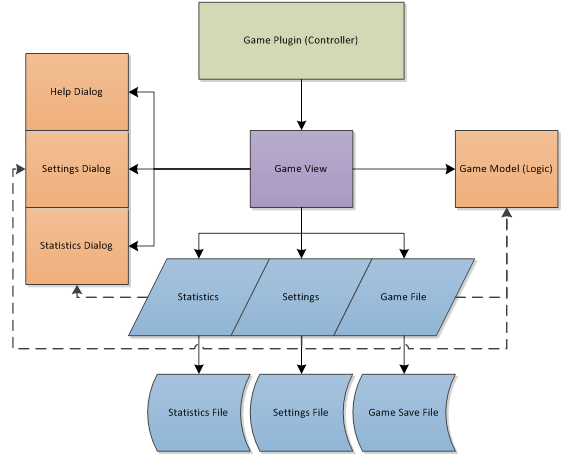 Game Plugin (Controller)
Help Dialog
Settings Dialog
Game View
Game Model (Logic)
Statistics Dialog
Statistics
Settings
Game File
Statistics File
Settings File
Game Save File